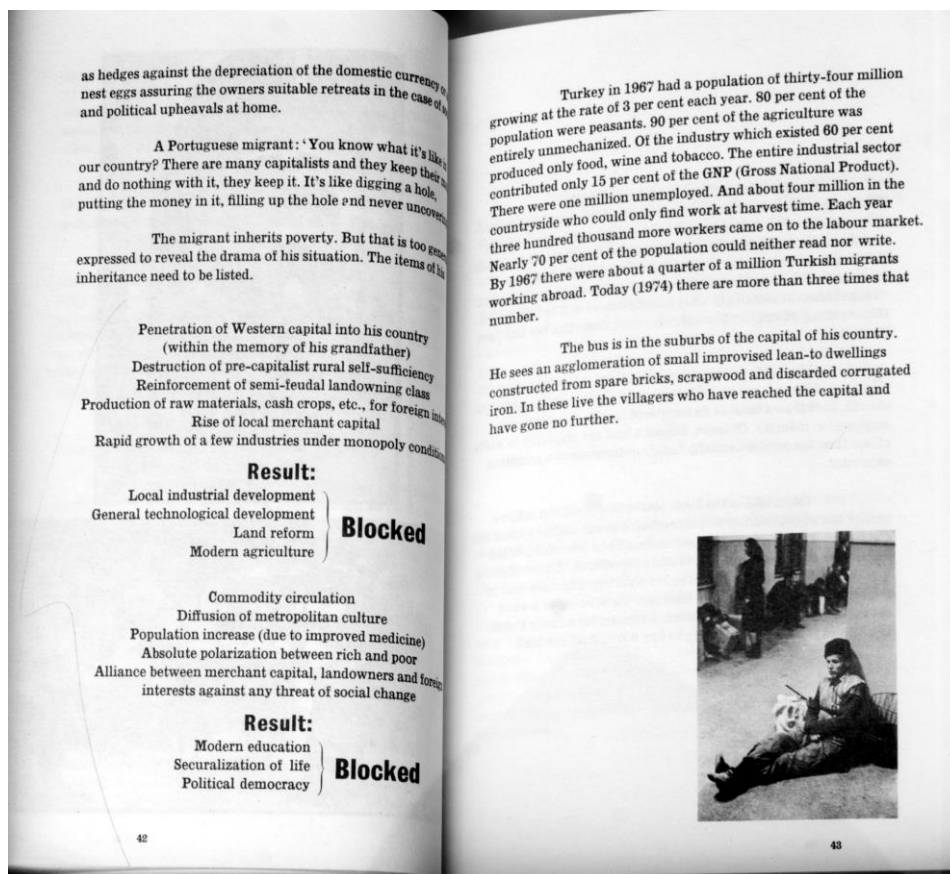 as hedges against the depreciation of the domestic currency or
nest eggs assuring the owners suitable retreats in the case of
and political upheavals at home.
A Portuguese migrant: ‘You know what it’s like in
our country? There are many capitalists and they keep their
and do nothing with it, they keep it. It’s like digging a hole,
putting the money in it, filling up the hole and never
The migrant inherits poverty. But that is too
expressed to reveal the drama of his situation. The items of his
inheritance need to be listed.
Penetration of Western capital into his country
(within the memory of his grandfather)
Destruction of pre-capitalist rural self-sufficiency
Reinforcement of semi-feudal landowning class
Production of raw materials, cash crops, etc., for foreign
Rise of local merchant capital
Rapid growth of a few industries under monopoly
Result:
Local industrial development
General technological development
Land reform
Modern agriculture
Blocked
Commodity circulation
Diffusion of metropolitan culture
Population increase (due to improved medicine)
Absolute polarization between rich and poor
Alliance between merchant capital, landowners and foreign
interests against any threat of social change
Result:
Modern education
Securalization of life
Political democracy
Blocked
42
Turkey in 1967 had a population of thirty-four million
growing at the rate of 3 per cent each year. 80 per cent of the
population were peasants. 90 per cent of the agriculture was
entirely unmechanized. Of the industry which existed 60 per cent
produced only food, wine and tobacco. The entire industrial sector
contributed only 15 per cent of the GNP (Gross National Product).
There were one million unemployed. And about four million in the
countryside who could only find work at harvest time. Each year
three hundred thousand more workers came on to the labour market.
Nearly 70 per cent of the population could neither read nor write.
By 1967 there were about a quarter of a million Turkish migrants
working abroad. Today (1974) there are more than three times that
number.
The bus is in the suburbs of the capital of his country.
He sees an agglomeration of small improvised lean-to dwellings
constructed from spare bricks, scrapwood and discarded corrugated
iron. In these live the villagers who have reached the capital and
have gone no further.
43